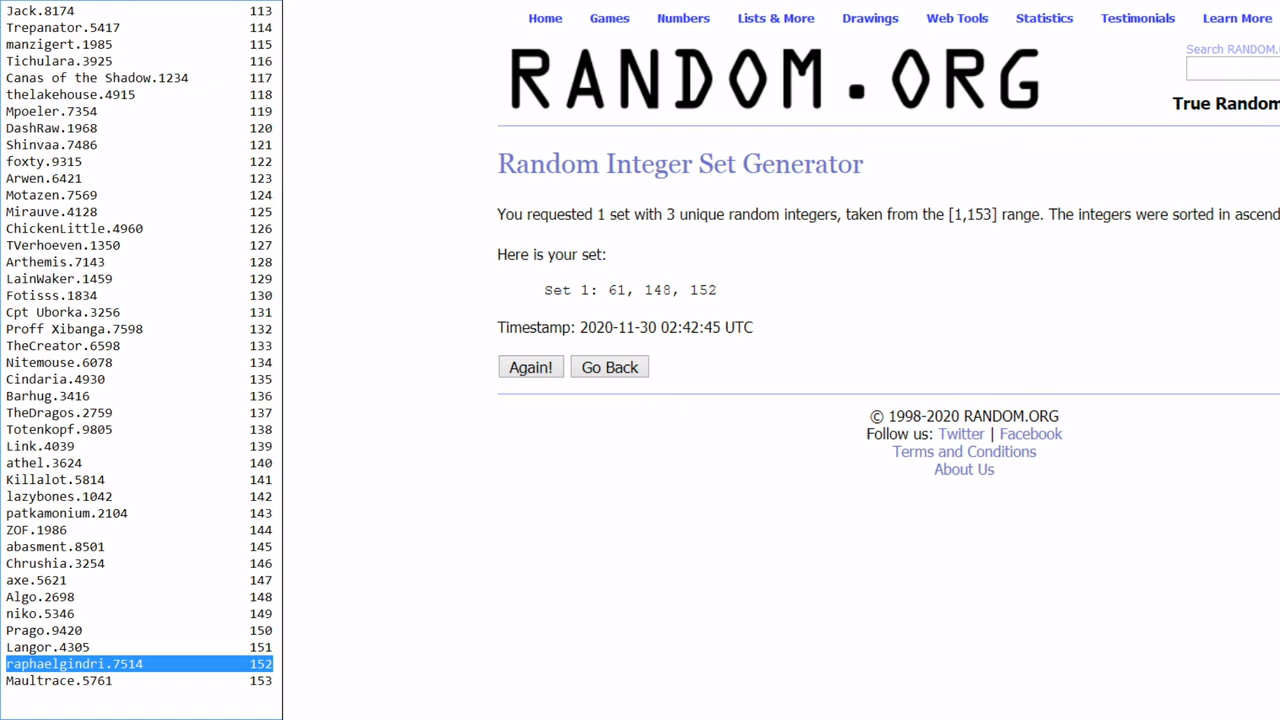 Jack.8174 113
Trepanator.5417 114
manzigert.1985 115
Tichulara.3925 116
Canas of the Shadow.1234 117
thelakehouse.4915 118
Mpoeler.7354 119
DashRaw.1968 120
Shinvaa.7486 121
foxty.9315 122
Arwen.6421 123
Motazen.7569 124
Mirauve.4128 125
ChickenLittle.4960 126
TVerhoeven.1350 127
Arthemis.7143 128
LainWaker.1459 129
Fotisss.1834 130
Cpt Uborka.3256 131
Proff Xibanga.7598 132
TheCreator.6598 133
Nitemouse.6078 134
Cindaria.4930 135
Barhug.3416 136
TheDragos.2759 137
Totenkopf.9805 138
Link.4039 139
athel.3624 140
Killalot.5814 141
lazybones.1042 142
patkamonium.2104 143
ZOF.1986 144
abasment.8501 145
Chrushia.3254 146
axe.5621 147
Algo.2698 148
niko.5346 149
Prago.9420 150
Langor.4305 151
raphaelgindri.7514 152
Maultrace.5761 153
Home Games Numbers Lists & More Drawings Web Tools Statistics Testimonials Learn More
RANDOM.ORG
Search RANDOM.
True Random
Random Integer Set Generator
You requested 1 set with 3 unique random integers, taken from the [1,153] range. The integers were sorted in ascend
Here is your set:
Set 1: 61, 148, 152
Timestamp: 2020-11-30 02:42:45 UTC
Again! Go Back
© 1998-2020 RANDOM.ORG
Follow us: Twitter | Facebook
Terms and Conditions
About Us